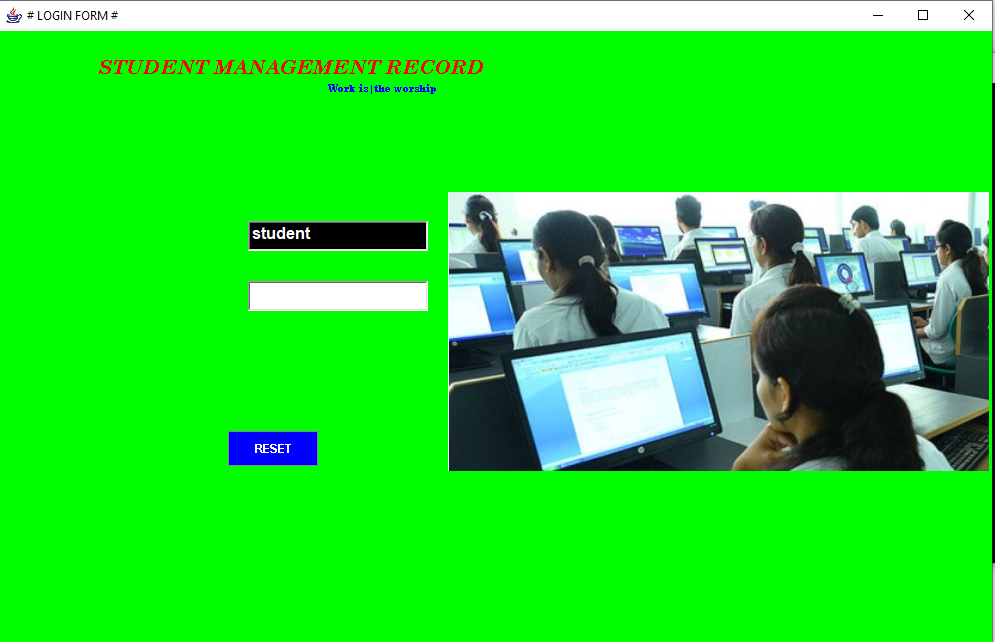 # LOGIN FORM #
STUDENT MANAGEMENT RECORD
Work is|the worship
student
RESET